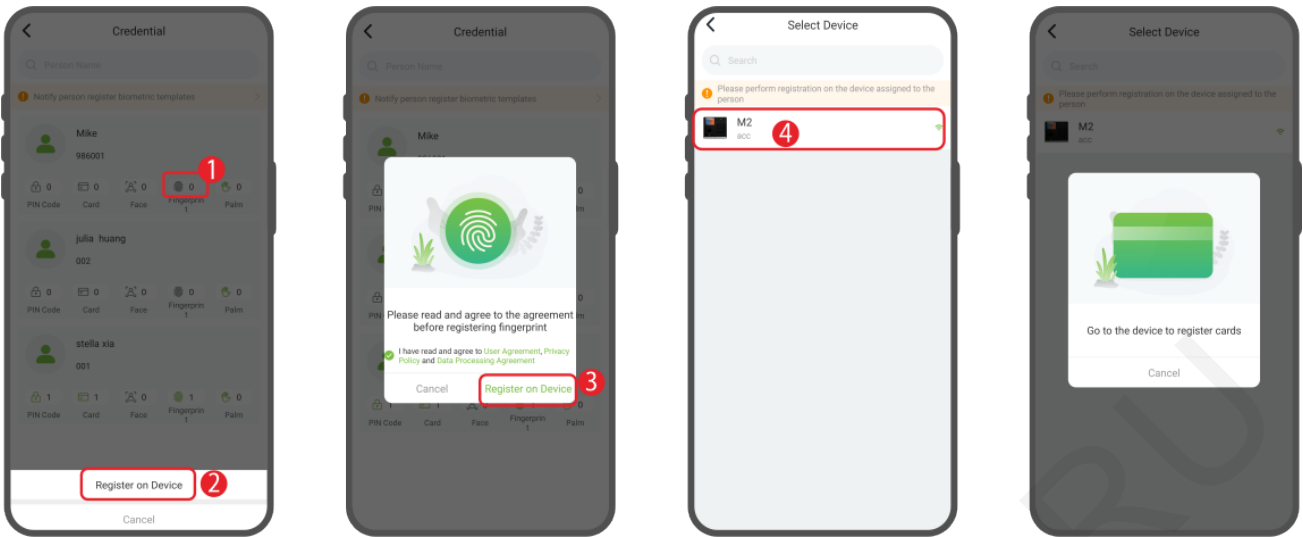 Credential
Person Name
Notify person register biometric templates
Mike
986001
1
0 0 0 0 0
PIN Code Card Face Fingerprin
t Palm
julia huang
002
0 0 0 0 0
PIN Code Card Face Fingerprin
t Palm
stella xia
001
1 1 0 1 0
PIN Code Card Face Fingerprin
t Palm
Register on Device
2
Cancel
Credential
Person Name
Notify person register biometric templates
Mike
0
PIN
Please read and agree to the agreement
before registering fingerprint
I have read and agree to User Agreement, Privacy
Policy and Data Processing Agreement
Cancel
Register on Device
3
PIN Code Card Face Fingerprin
t Palm
Select Device
Search
Please perform registration on the device assigned to the
person
M2
acc
4
Select Device
Search
Please perform registration on the device assigned to the
person
M2
acc
Go to the device to register cards
Cancel